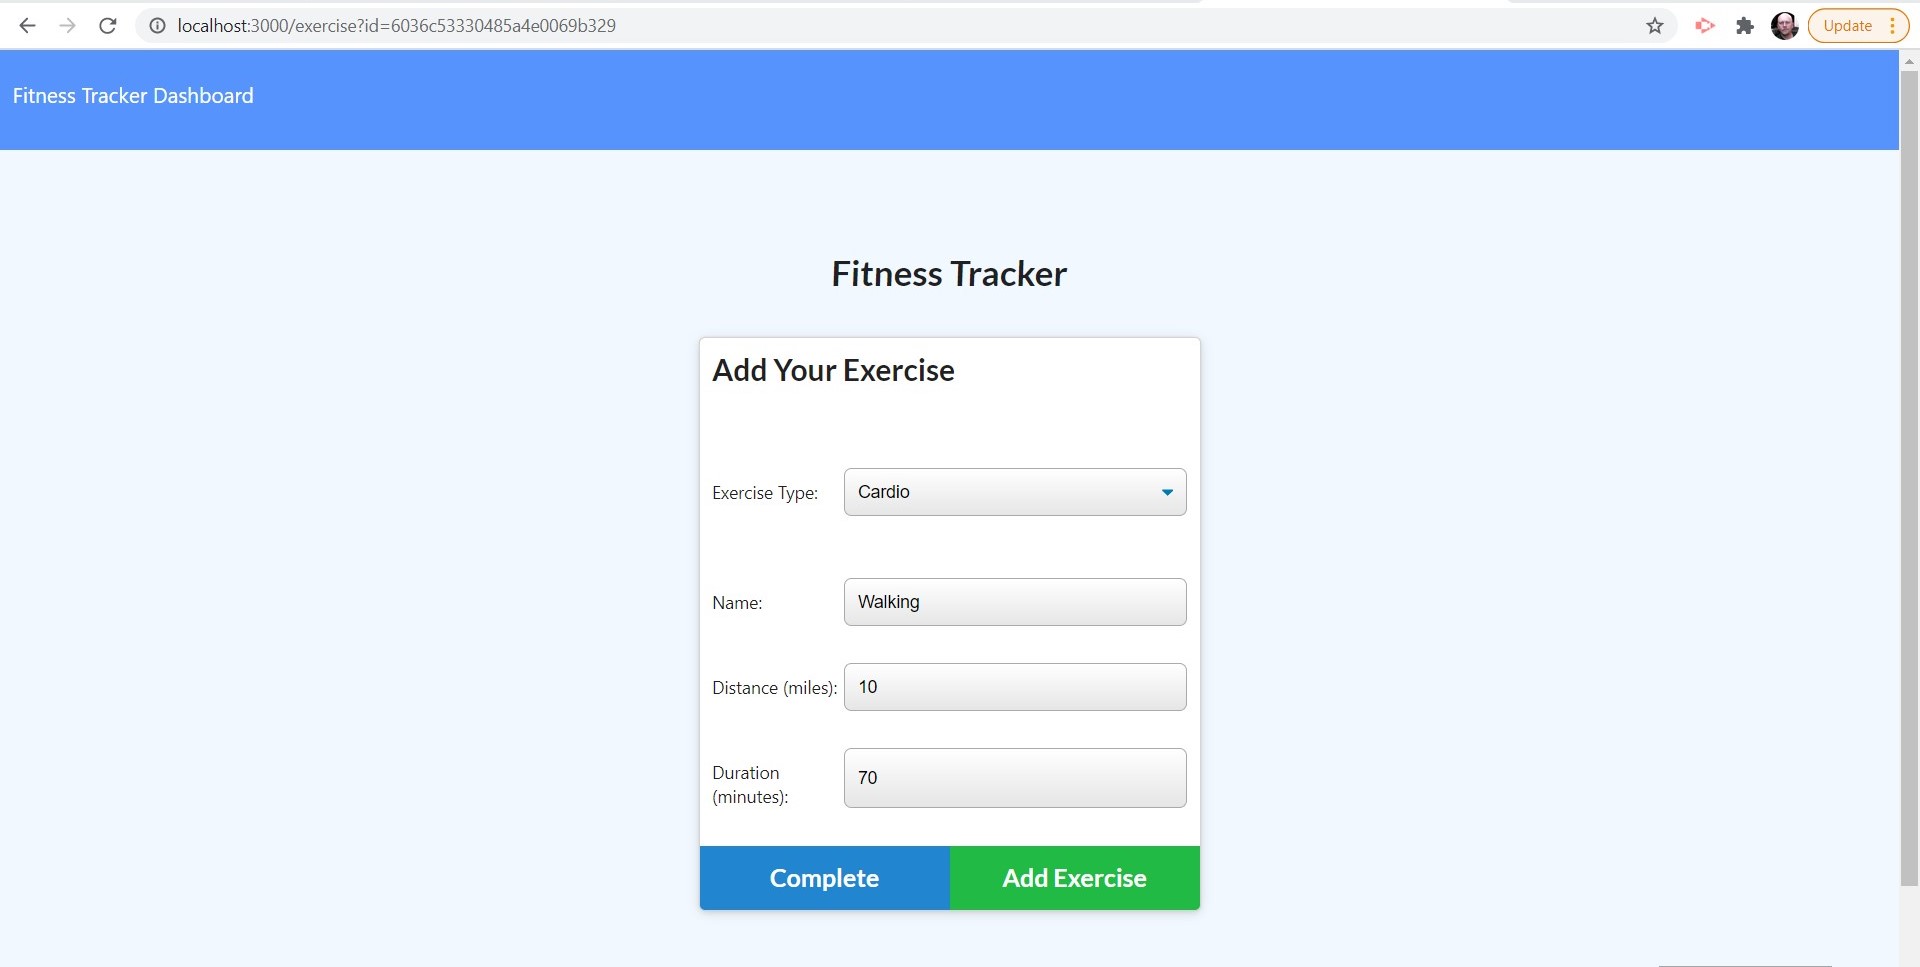 localhost:3000/exercise?id=6036c53330485a4e0069b329
Update
Fitness Tracker Dashboard
Fitness Tracker
Add Your Exercise
Exercise Type: Cardio
Name: Walking
Distance (miles): 10
Duration
(minutes): 70
Complete Add Exercise